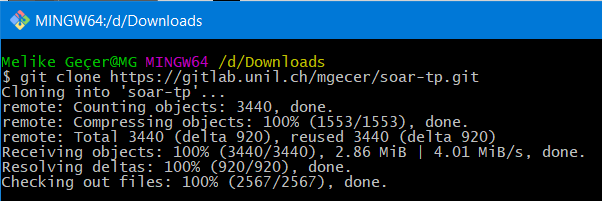 MINGW64:/d/Downloads
Melike Geçer@MG MINGW64 /d/Downloads
$ git clone https://gitlab.unil.ch/mgecer/soar-tp.git
Cloning into 'soar-tp'...
remote: Counting objects: 3440, done.
remote: Compressing objects: 100% (1553/1553), done.
remote: Total 3440 (delta 920), reused 3440 (delta 920)
Receiving objects: 100% (3440/3440), 2.86 MiB | 4.01 MiB/s, done.
Resolving deltas: 100% (920/920), done.
Checking out files: 100% (2567/2567), done.